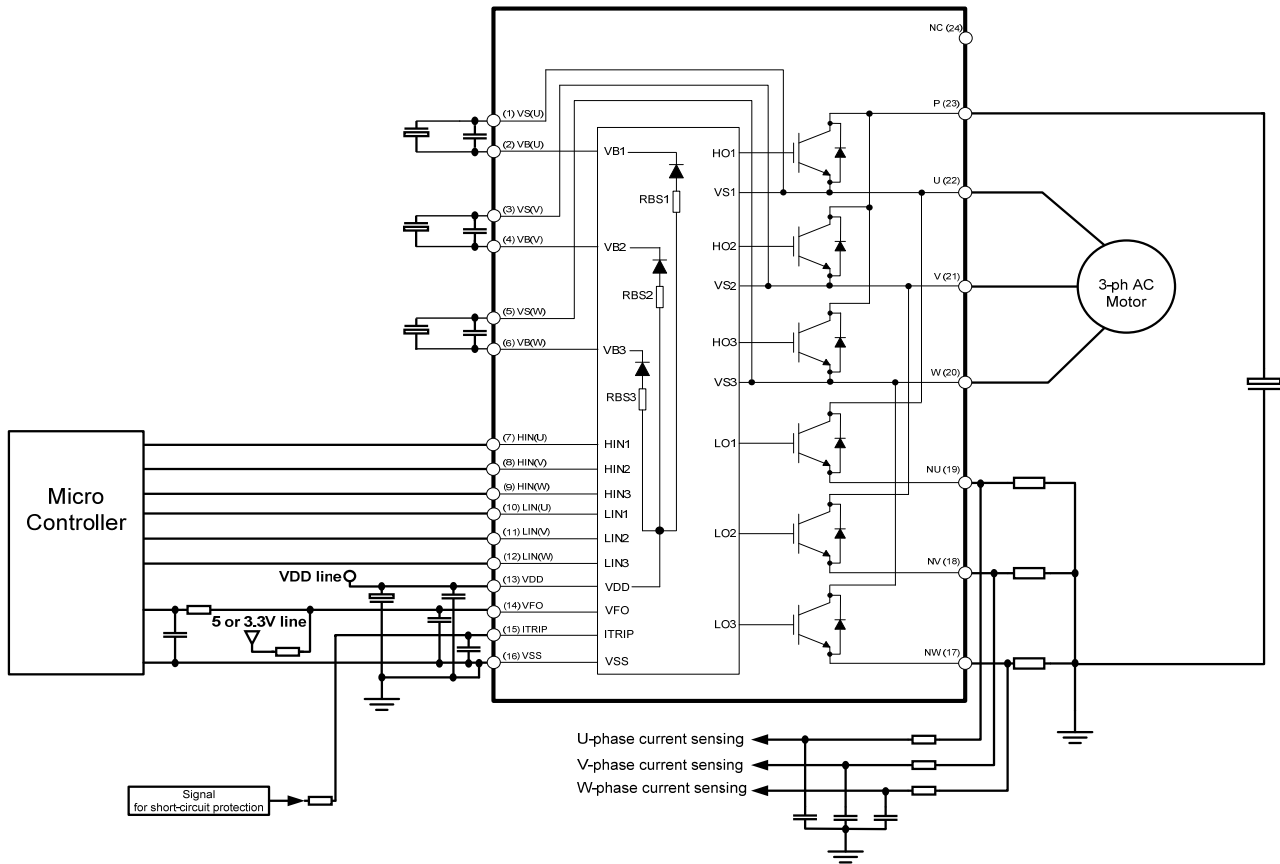 NC (24)
(1) VS(U)
(2) VB(U)
(3) VS(V)
(4) VB(V)
(5) VS(W)
(6) VB(W)
(7) HIN(U)
(8) HIN(V)
(9) HIN(W)
(10) LIN(U)
(11) LIN(V)
(12) LIN(W)
(13) VDD
(14) VFO
(15) ITRIP
(16) VSS
VB1
RBS1
VB2
RBS2
VB3
RBS3
HIN1
HIN2
HIN3
LIN1
LIN2
LIN3
VDD
VFO
ITRIP
VSS
HO1
VS1
HO2
VS2
HO3
VS3
LO1
LO2
LO3
P (23)
U (22)
V (21)
W (20)
NU (19)
NV (18)
NW (17)
3-ph AC
Motor
Micro
Controller
VDD line
5 or 3.3V line
Signal
for short-circuit protection
U-phase current sensing
V-phase current sensing
W-phase current sensing